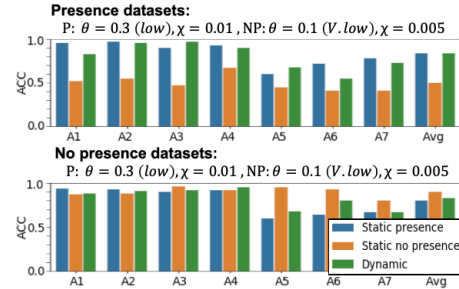 Presence datasets:
P: θ = 0.3 (low), χ = 0.01 , NP: θ = 0.1 (V. low), χ = 0.005
1.0
0.5
0.0
ACC
A1 A2 A3 A4 A5 A6 A7 Avg
No presence datasets:
P: θ = 0.3 (low), χ = 0.01, NP: θ = 0.1 (V. low), χ = 0.005
1.0
0.5
0.0
ACC
Static presence
Static no presence
Dynamic
A1 A2 A3 A4 A5 A6 A7 Avg